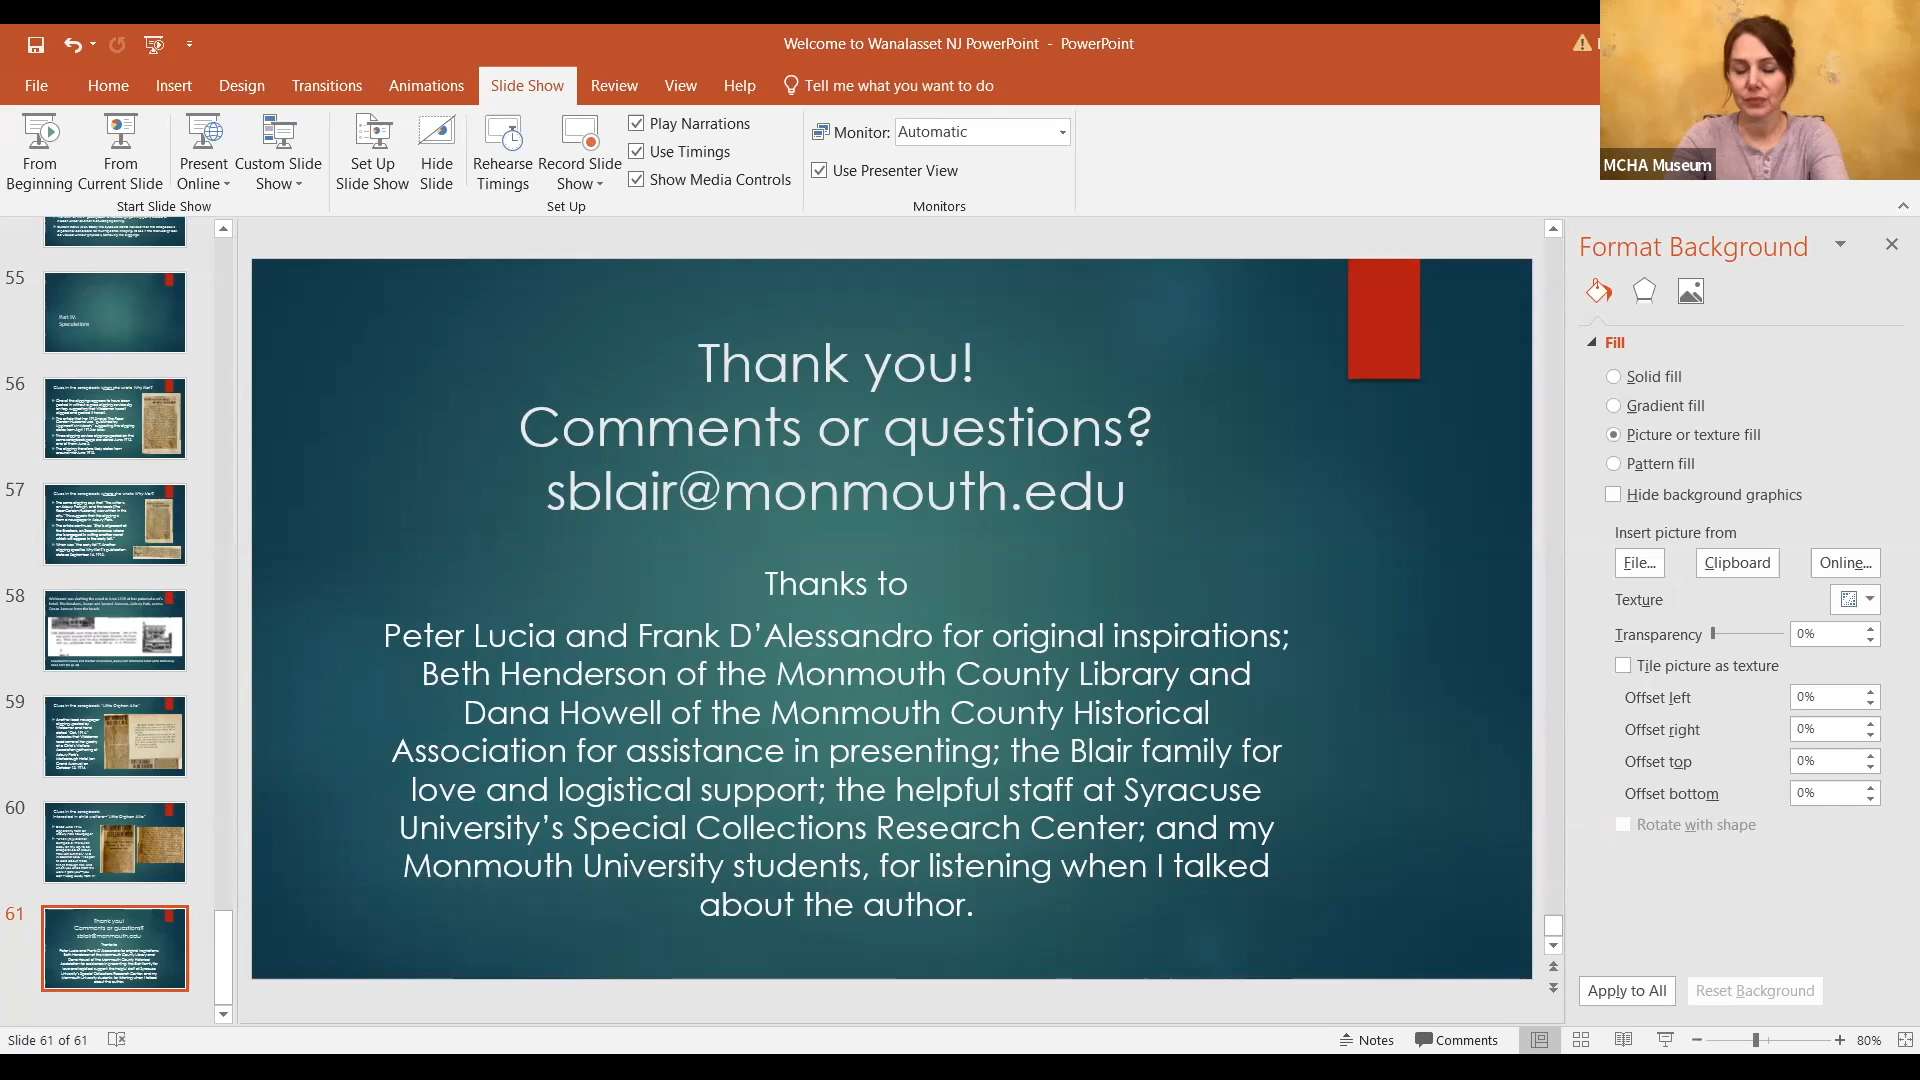 Welcome to Wanalasset NJ PowerPoint - PowerPoint
File Home Insert Design Transitions Animations Slide Show Review View Help Tell me what you want to do
From Beginning
From Current Slide
Present Online
Custom Slide Show
Set Up Slide Show
Hide Slide
Rehearse Timings
Record Slide Show
Play Narrations
Use Timings
Show Media Controls
Monitor: Automatic
Use Presenter View
Start Slide Show
Set Up
Monitors
MCHA Museum
55
Part IV.
Speculations
56
57
58
59
60
61
Thank you!
Comments or questions?
sblair@monmouth.edu
Thanks to
Peter Lucia and Frank D’Alessandro for original inspirations;
Beth Henderson of the Monmouth County Library and
Dana Howell of the Monmouth County Historical
Association for assistance in presenting; the Blair family for
love and logistical support; the helpful staff at Syracuse
University’s Special Collections Research Center; and my
Monmouth University students, for listening when I talked
about the author.
Format Background
Fill
Solid fill
Gradient fill
Picture or texture fill
Pattern fill
Hide background graphics
Insert picture from
File... Clipboard Online...
Texture
Transparency 0%
Tile picture as texture
Offset left 0%
Offset right 0%
Offset top 0%
Offset bottom 0%
Rotate with shape
Apply to All Reset Background
Slide 61 of 61
Notes Comments 80%